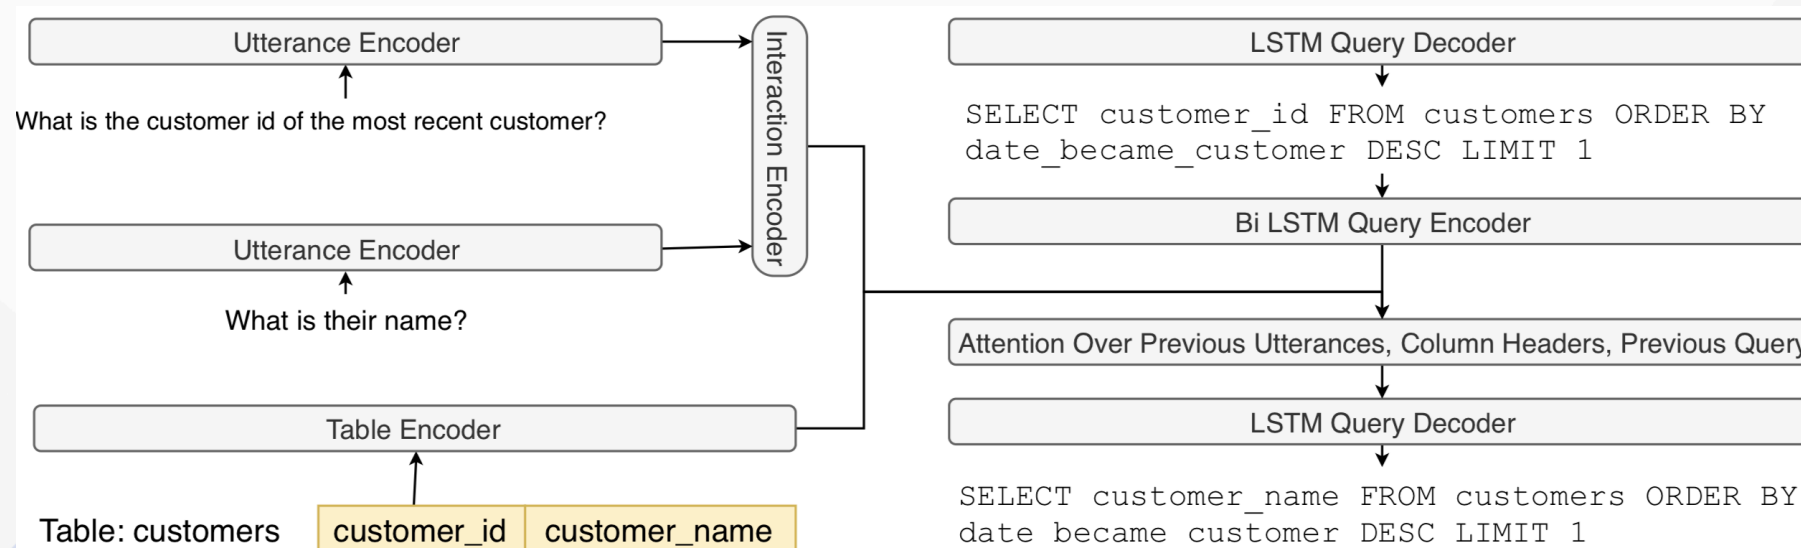 Utterance Encoder
What is the customer id of the most recent customer?
Interaction Encoder
Utterance Encoder
What is their name?
Table Encoder
Table: customers
customer_id
customer_name
LSTM Query Decoder
SELECT customer_id FROM customers ORDER BY
date_became_customer DESC LIMIT 1
Bi LSTM Query Encoder
Attention Over Previous Utterances, Column Headers, Previous Query
LSTM Query Decoder
SELECT customer_name FROM customers ORDER BY
date became customer DESC LIMIT 1